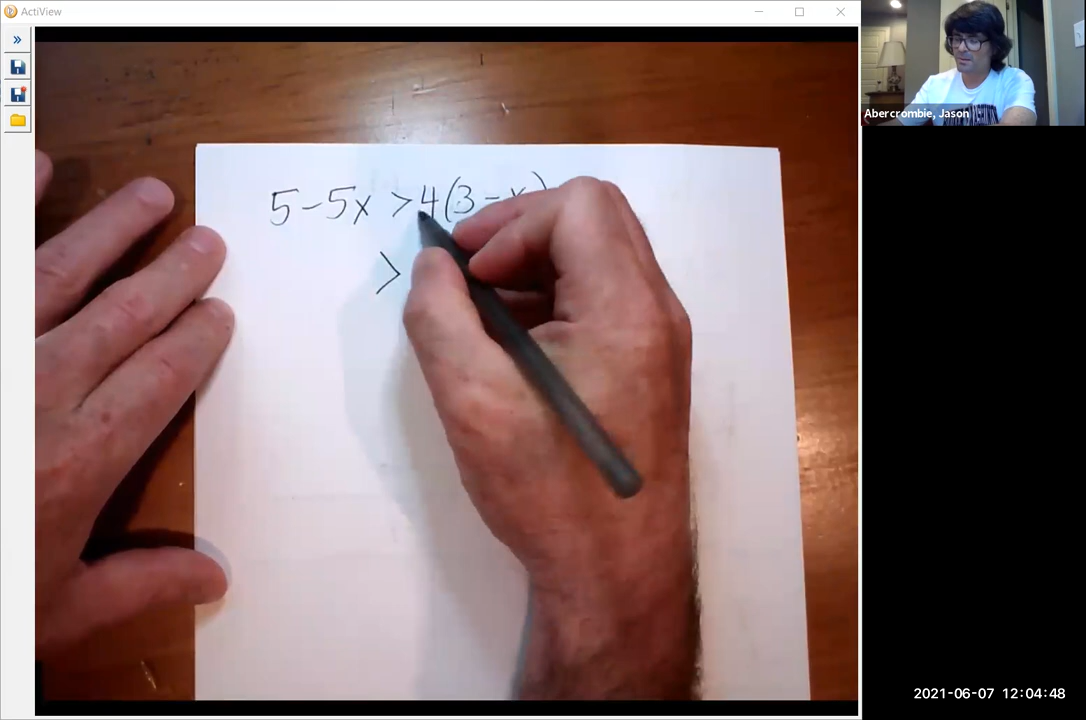 ActiView
Abercrombie, Jason
5-5x >4(3-x)
>
2021-06-07 12:04:48